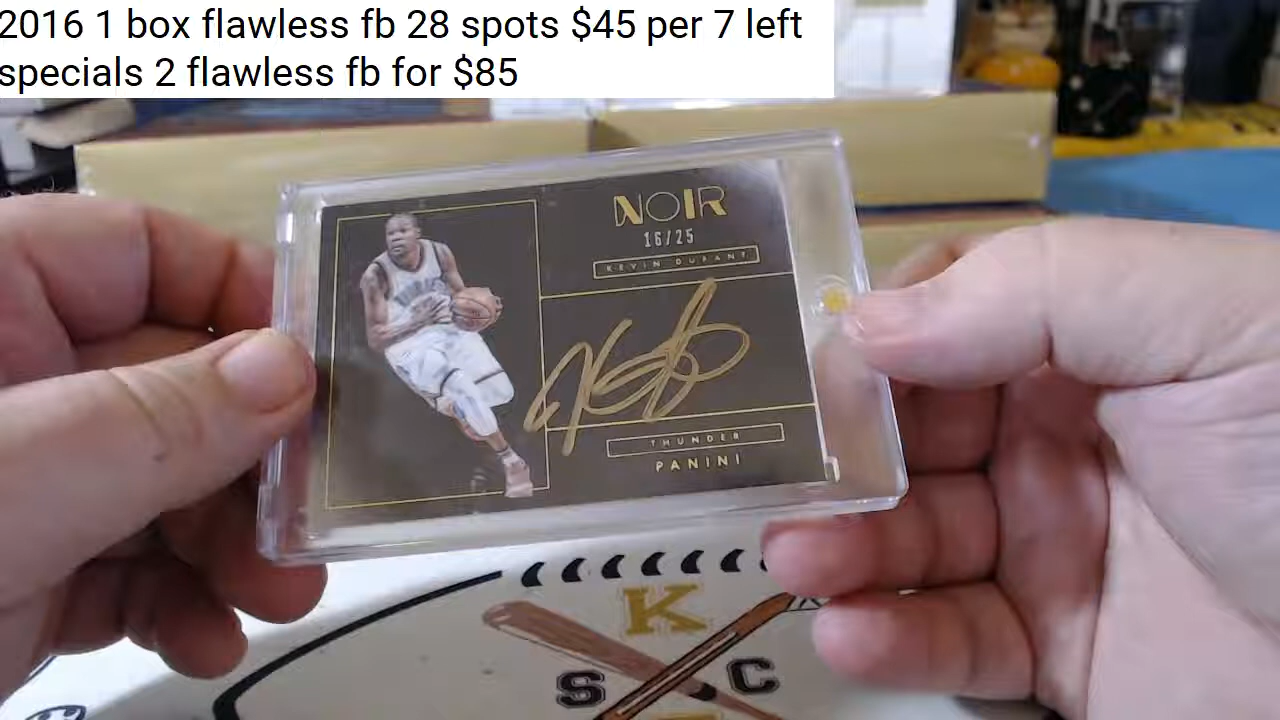 2016 1 box flawless fb 28 spots $45 per 7 left
specials 2 flawless fb for $85
NOIR
16/25
KEVIN DURANT
THUNDER
PANINI
K
S C